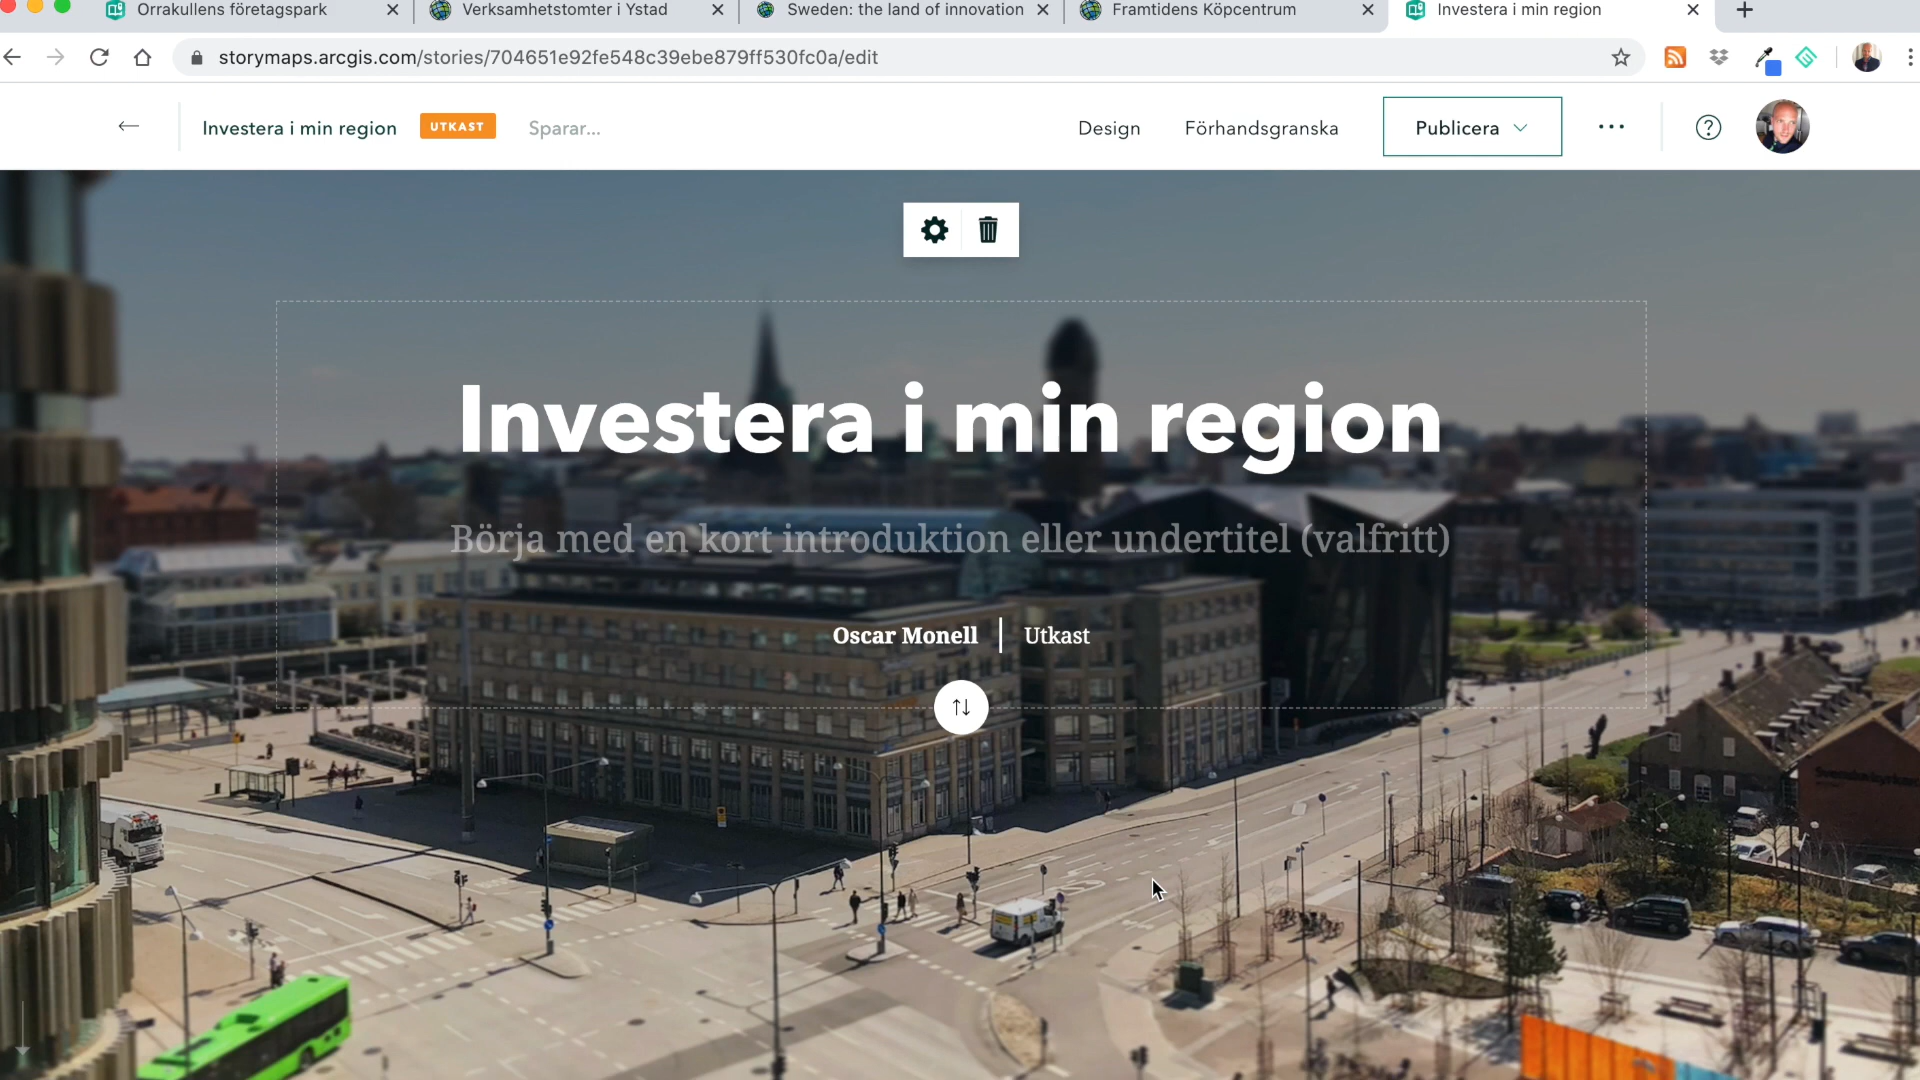 Orrakullens företagspark
Verksamhetstomter i Ystad
Sweden: the land of innovation
Framtidens Köpcentrum
Investera i min region
storymaps.arcgis.com/stories/704651e92fe548c39ebe879ff530fc0a/edit
Investera i min region
UTKAST
Sparar...
Design
Förhandsgranska
Publicera
Investera i min region
Börja med en kort introduktion eller undertitel (valfritt)
Oscar Monell | Utkast